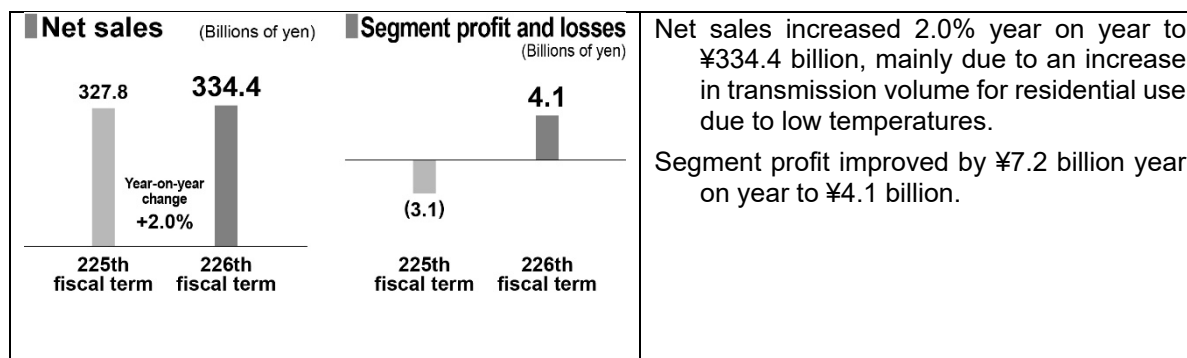 Net sales (Billions of yen)
327.8
334.4
Year-on-year
change
+2.0%
225th
fiscal term
226th
fiscal term
Segment profit and losses
(Billions of yen)
4.1
(3.1)
225th
fiscal term
226th
fiscal term
Net sales increased 2.0% year on year to
¥334.4 billion, mainly due to an increase
in transmission volume for residential use
due to low temperatures.
Segment profit improved by ¥7.2 billion year
on year to ¥4.1 billion.